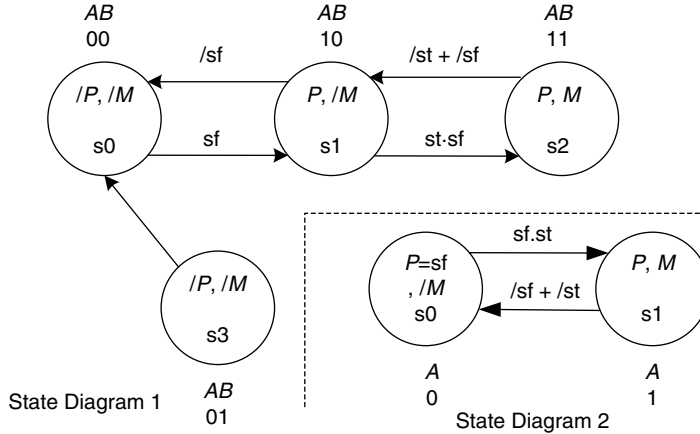 AB AB AB
00 10 11
/sf /st + /sf
/P, /M P, /M P, M
s0 sf s1 st·sf s2
sf.st
/P, /M P=sf P, M
, /M /sf + /st
s3 s0 s1
AB A A
State Diagram 1 01 0 1
State Diagram 2